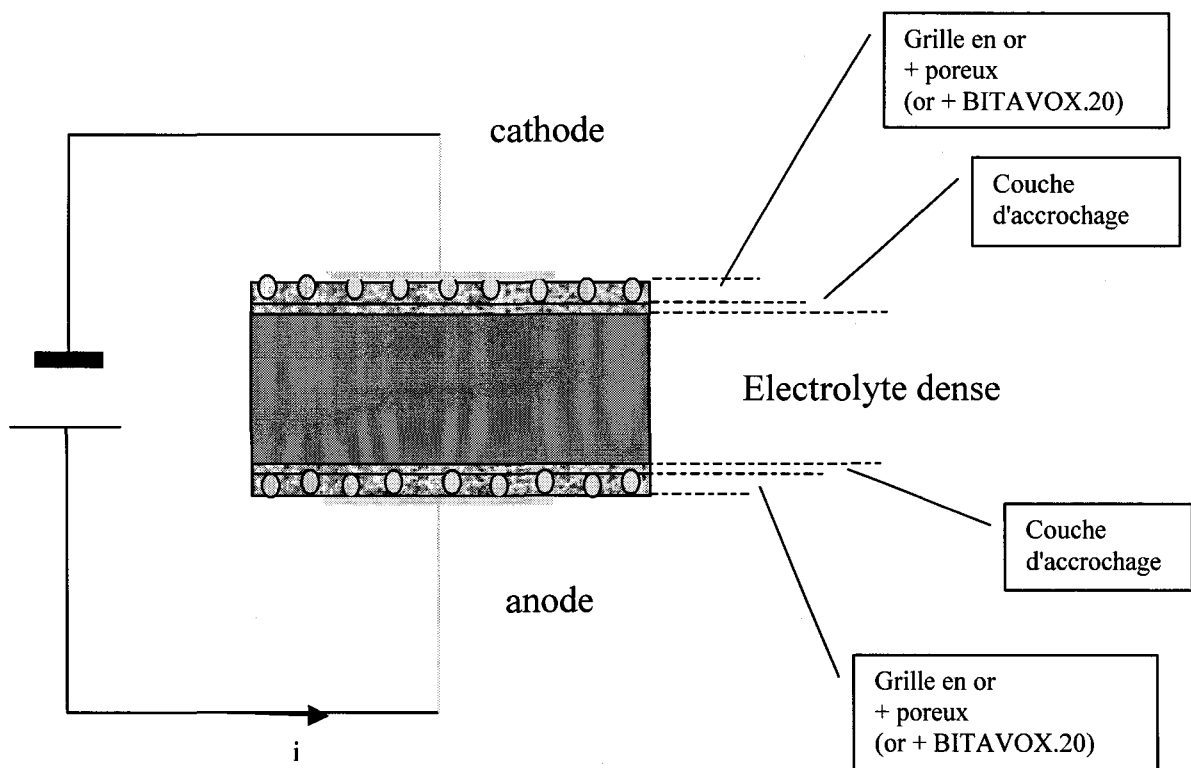 Grille en or
+ poreux
(or + BITAVOX.20)
cathode
Couche
d'accrochage
Electrolyte dense
Couche
d'accrochage
anode
Grille en or
+ poreux
(or + BITAVOX.20)
i